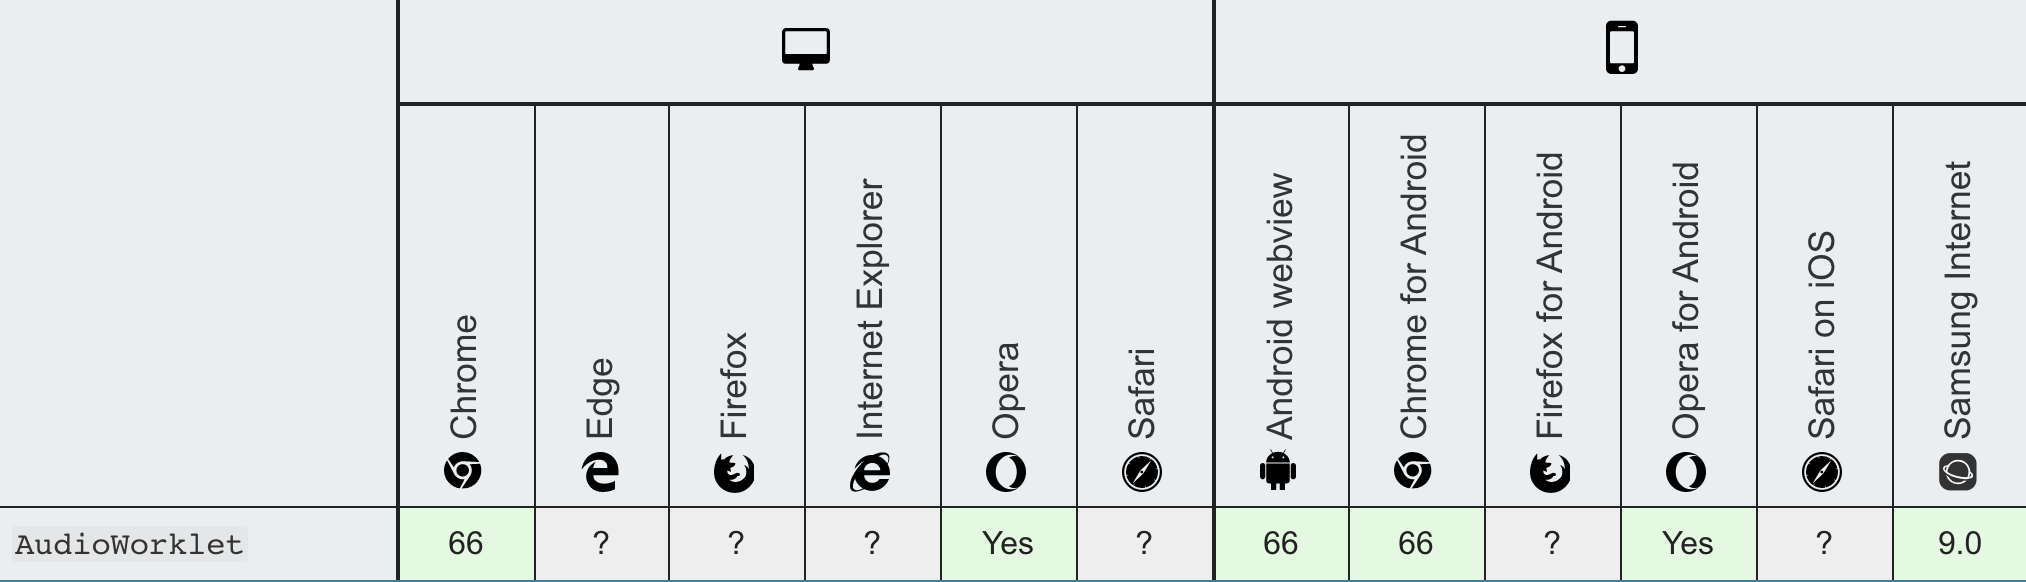 Chrome
Edge
Firefox
Internet Explorer
Opera
Safari
Android webview
Chrome for Android
Firefox for Android
Opera for Android
Safari on iOS
Samsung Internet
AudioWorklet 66 ? ? ? Yes ? 66 66 ? Yes ? 9.0